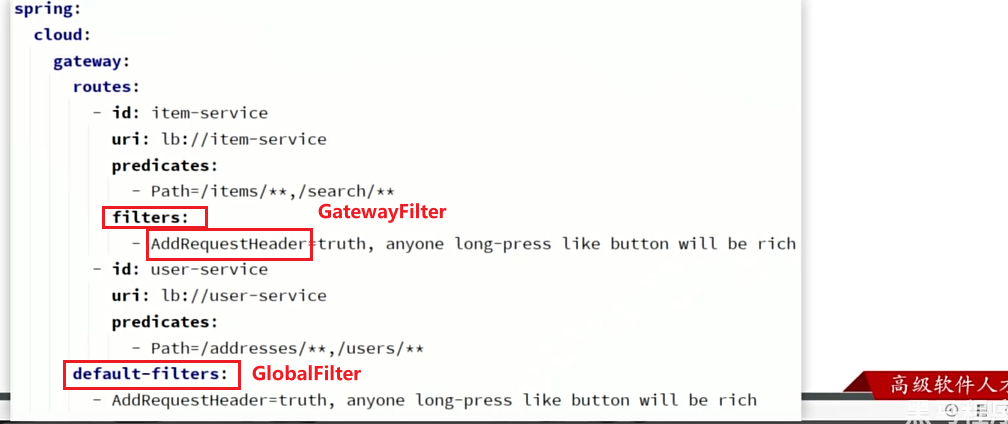 spring:
cloud:
gateway:
routes:
- id: item-service
uri: lb://item-service
predicates:
- Path=/items/**,/search/**
filters: GatewayFilter
- AddRequestHeader=truth, anyone long-press like button will be rich
- id: user-service
uri: lb://user-service
predicates:
- Path=/addresses/**,/users/**
default-filters: GlobalFilter
- AddRequestHeader=truth, anyone long-press like button will be rich
高级软件人才